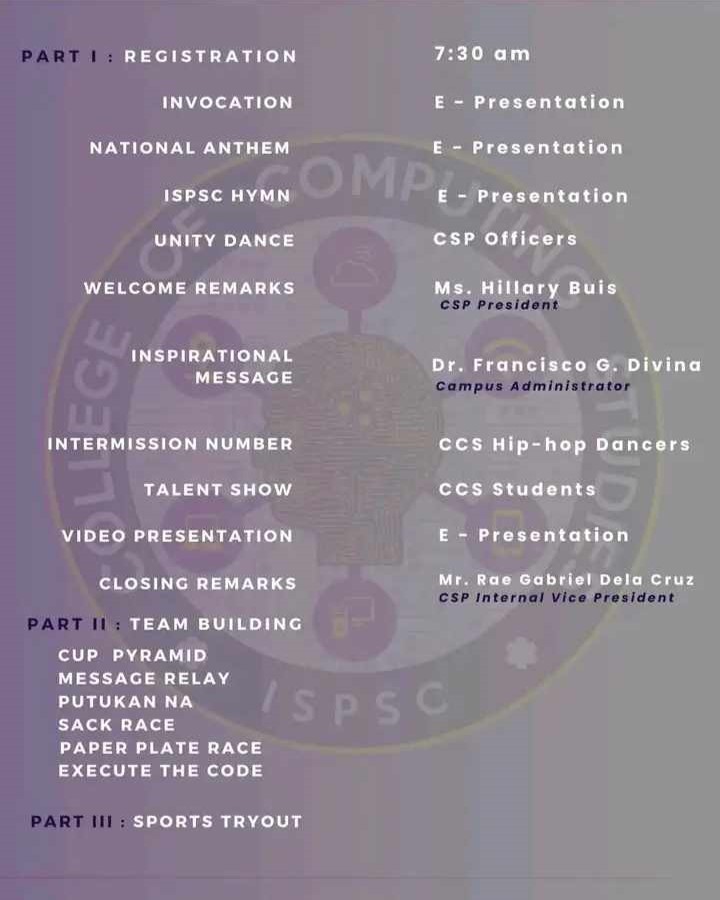 PART I : REGISTRATION 7:30 am
INVOCATION E - Presentation
NATIONAL ANTHEM E - Presentation
ISPSC HYMN E - Presentation
UNITY DANCE CSP Officers
WELCOME REMARKS Ms. Hillary Buis
CSP President
INSPIRATIONAL
MESSAGE
Dr. Francisco G. Divina
Campus Administrator
INTERMISSION NUMBER CCS Hip-hop Dancers
TALENT SHOW CCS Students
VIDEO PRESENTATION E - Presentation
CLOSING REMARKS Mr. Rae Gabriel Dela Cruz
CSP Internal Vice President
PART II : TEAM BUILDING
CUP PYRAMID
MESSAGE RELAY
PUTUKAN NA
SACK RACE
PAPER PLATE RACE
EXECUTE THE CODE
PART III : SPORTS TRYOUT
COLLEGE OF COMPUTING STUDIES
ISPSC